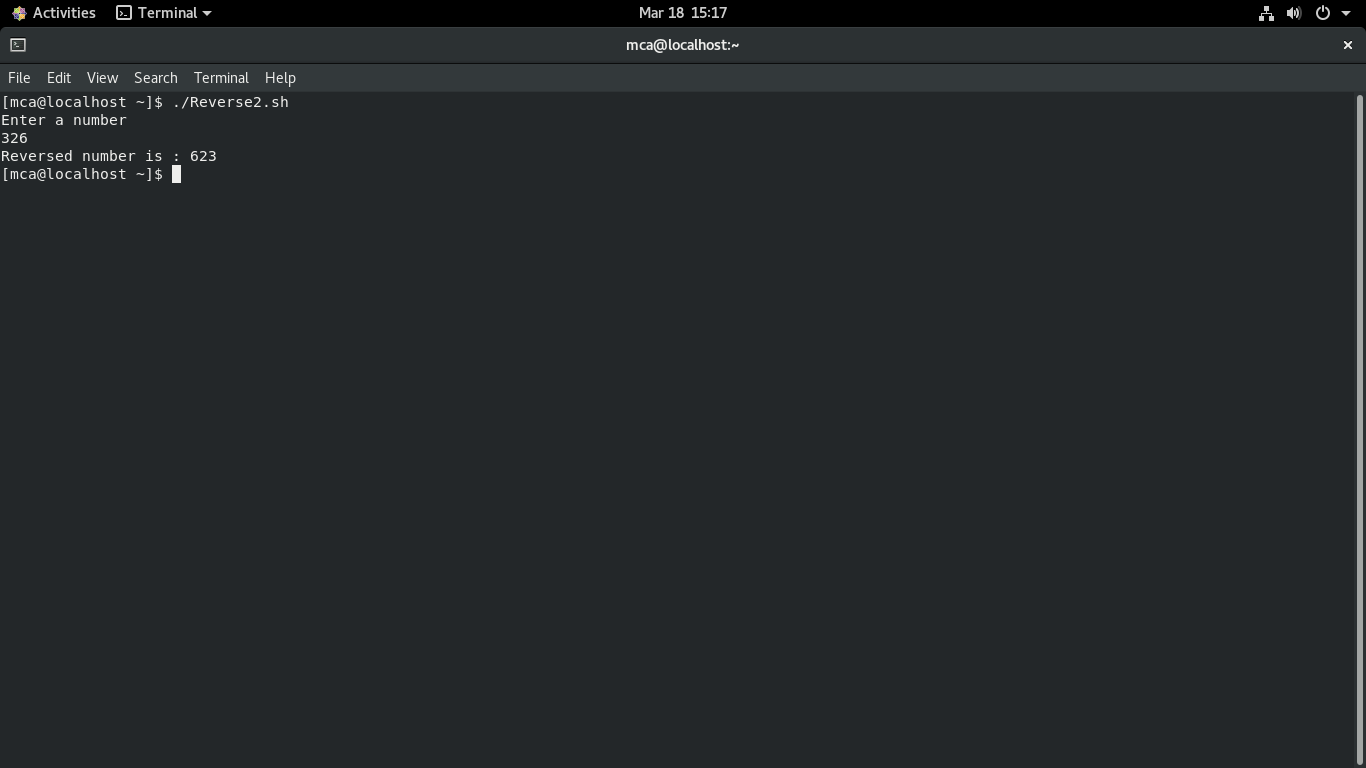 Activities Terminal Mar 18 15:17
mca@localhost:~
File Edit View Search Terminal Help
[mca@localhost ~]$ ./Reverse2.sh
Enter a number
326
Reversed number is : 623
[mca@localhost ~]$